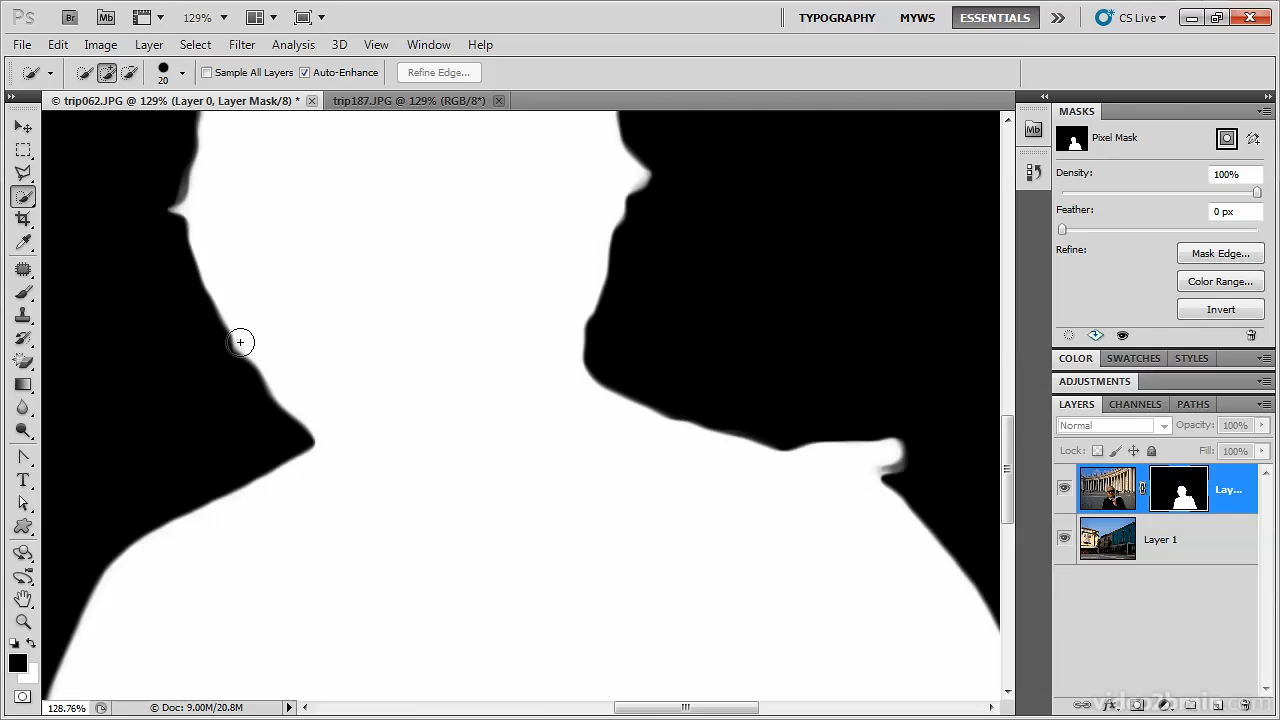 Ps Br Mb 129% TYPOGRAPHY MYWS ESSENTIALS CS Live
File Edit Image Layer Select Filter Analysis 3D View Window Help
20 Sample All Layers Auto-Enhance Refine Edge...
© trip062.JPG @ 129% (Layer 0, Layer Mask/8) * trip187.JPG @ 129% (RGB/8*)
MASKS
Mb
Pixel Mask
Density: 100%
Feather: 0 px
Refine: Mask Edge...
Color Range...
Invert
COLOR SWATCHES STYLES
ADJUSTMENTS
LAYERS CHANNELS PATHS
Normal Opacity: 100%
Lock: Fill: 100%
Lay...
Layer 1
T
128.76% © Doc: 9.00M/20.8M